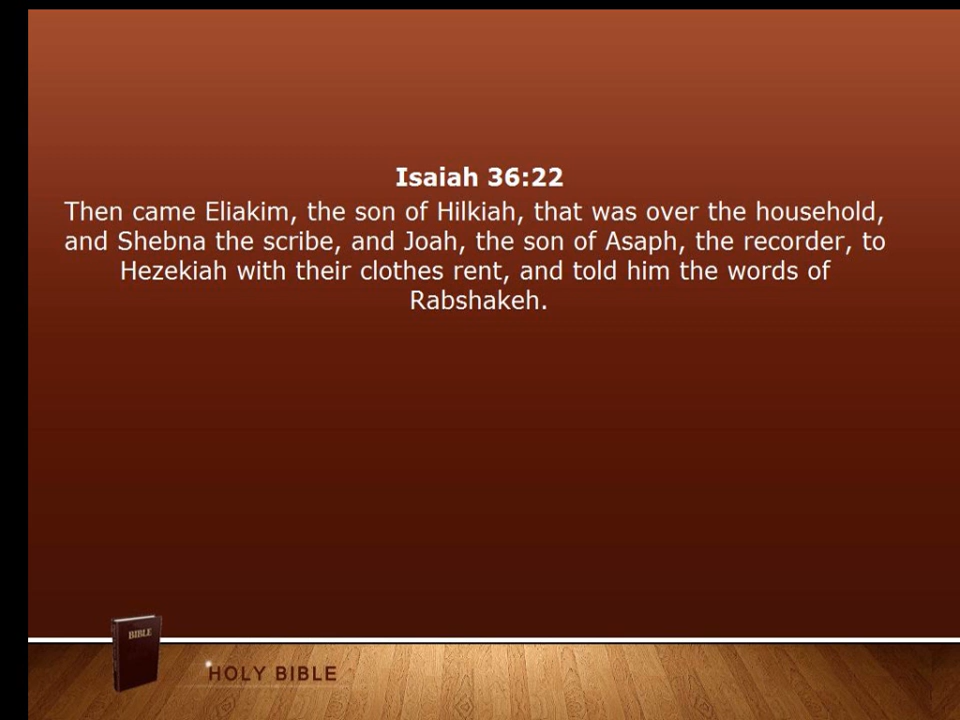 Isaiah 36:22
Then came Eliakim, the son of Hilkiah, that was over the household,
and Shebna the scribe, and Joah, the son of Asaph, the recorder, to
Hezekiah with their clothes rent, and told him the words of
Rabshakeh.
BIBLE
HOLY BIBLE